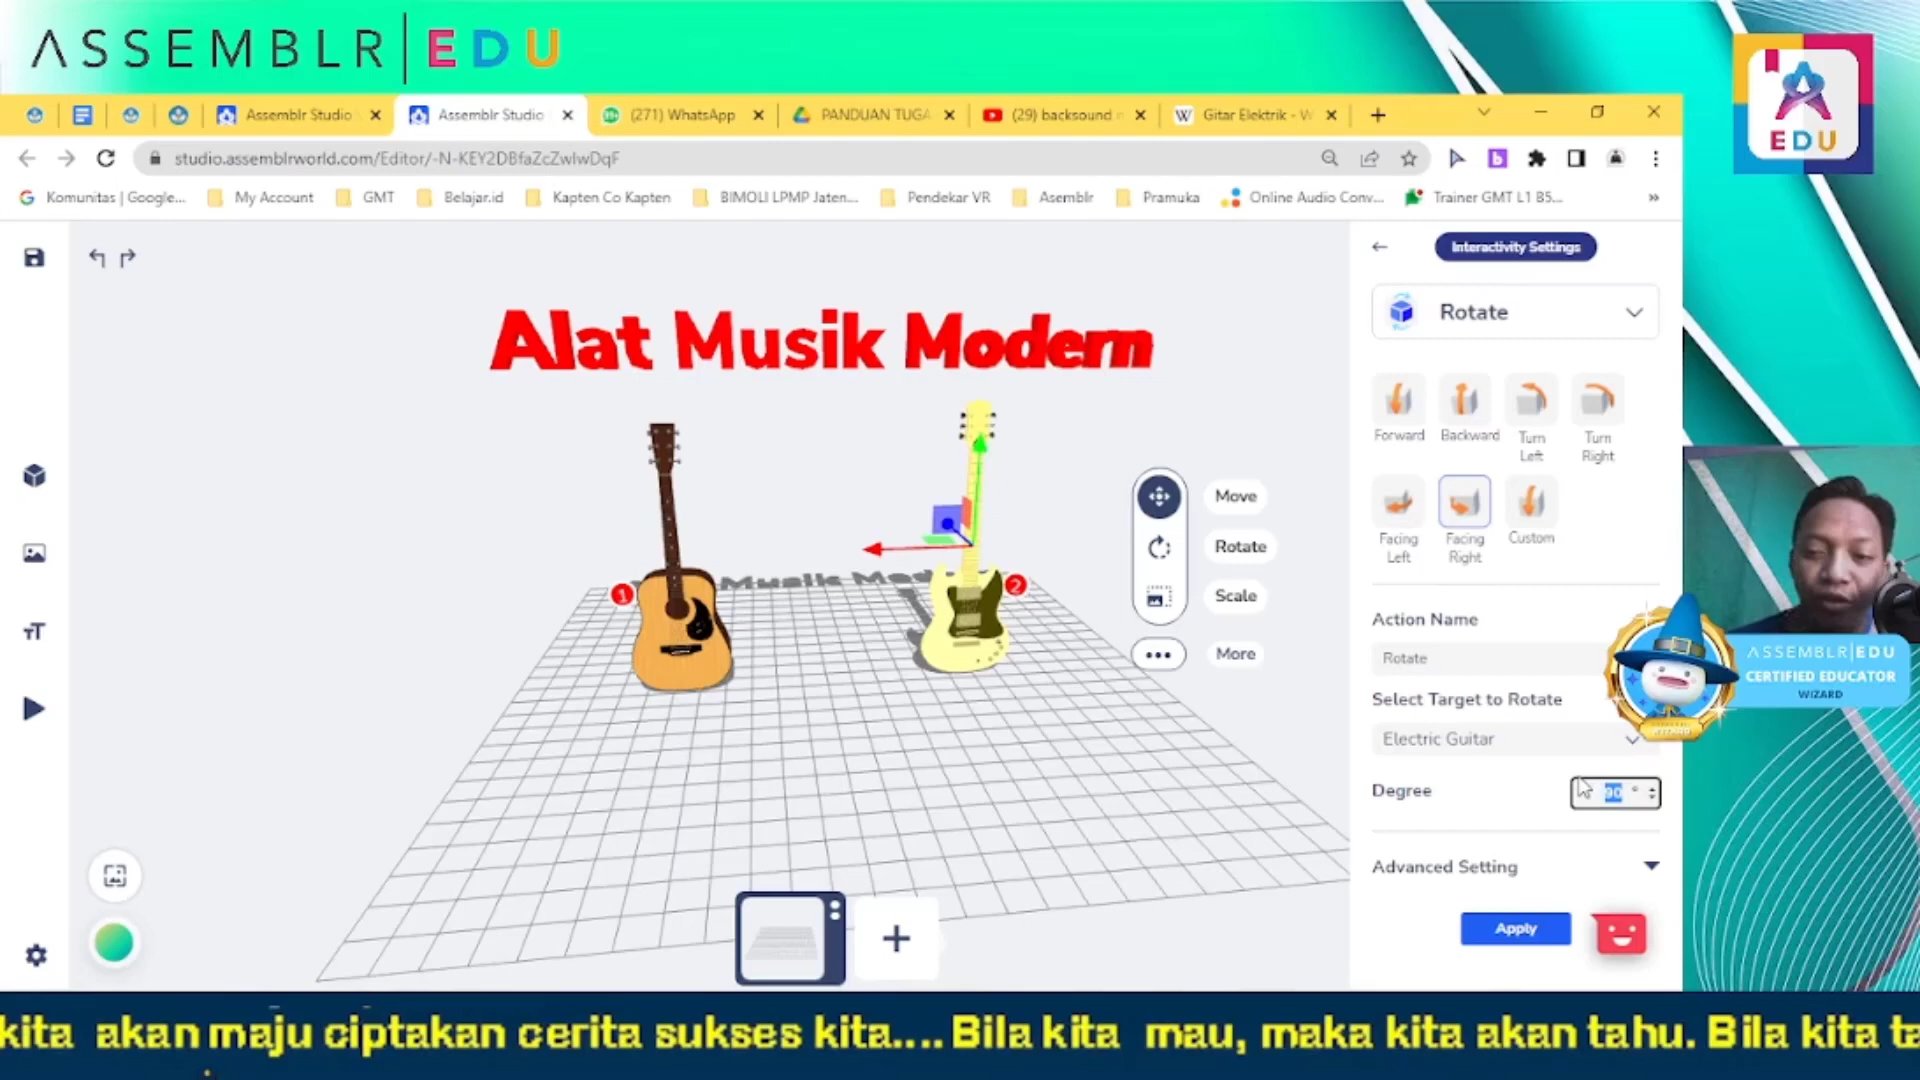 ASSEMBLR EDU
EDU
Assemblr Studio
Assemblr Studio
(271) WhatsApp
PANDUAN TUGA
(29) backsound
Gitar Elektrik - W
studio.assemblrworld.com/Editor/-N-KEY2DBfaZcZwlwDqF
Komunitas | Google...
My Account
GMT
Belajar.id
Kapten Co Kapten
BIMOLI LPMP Jaten...
Pendekar VR
Asemblr
Pramuka
Online Audio Conv...
Trainer GMT L1 B5...
»
Interactivity Settings
Rotate
Forward
Backward
Turn Left
Turn Right
Facing Left
Facing Right
Custom
Alat Musik Modern
1
2
Move
Rotate
Scale
More
Action Name
Rotate
Select Target to Rotate
Electric Guitar
Degree
90 °
Advanced Setting
Apply
ASSEMBLR EDU
CERTIFIED EDUCATOR
WIZARD
kita akan maju ciptakan cerita sukses kita.... Bila kita mau, maka kita akan tahu. Bila kita ta